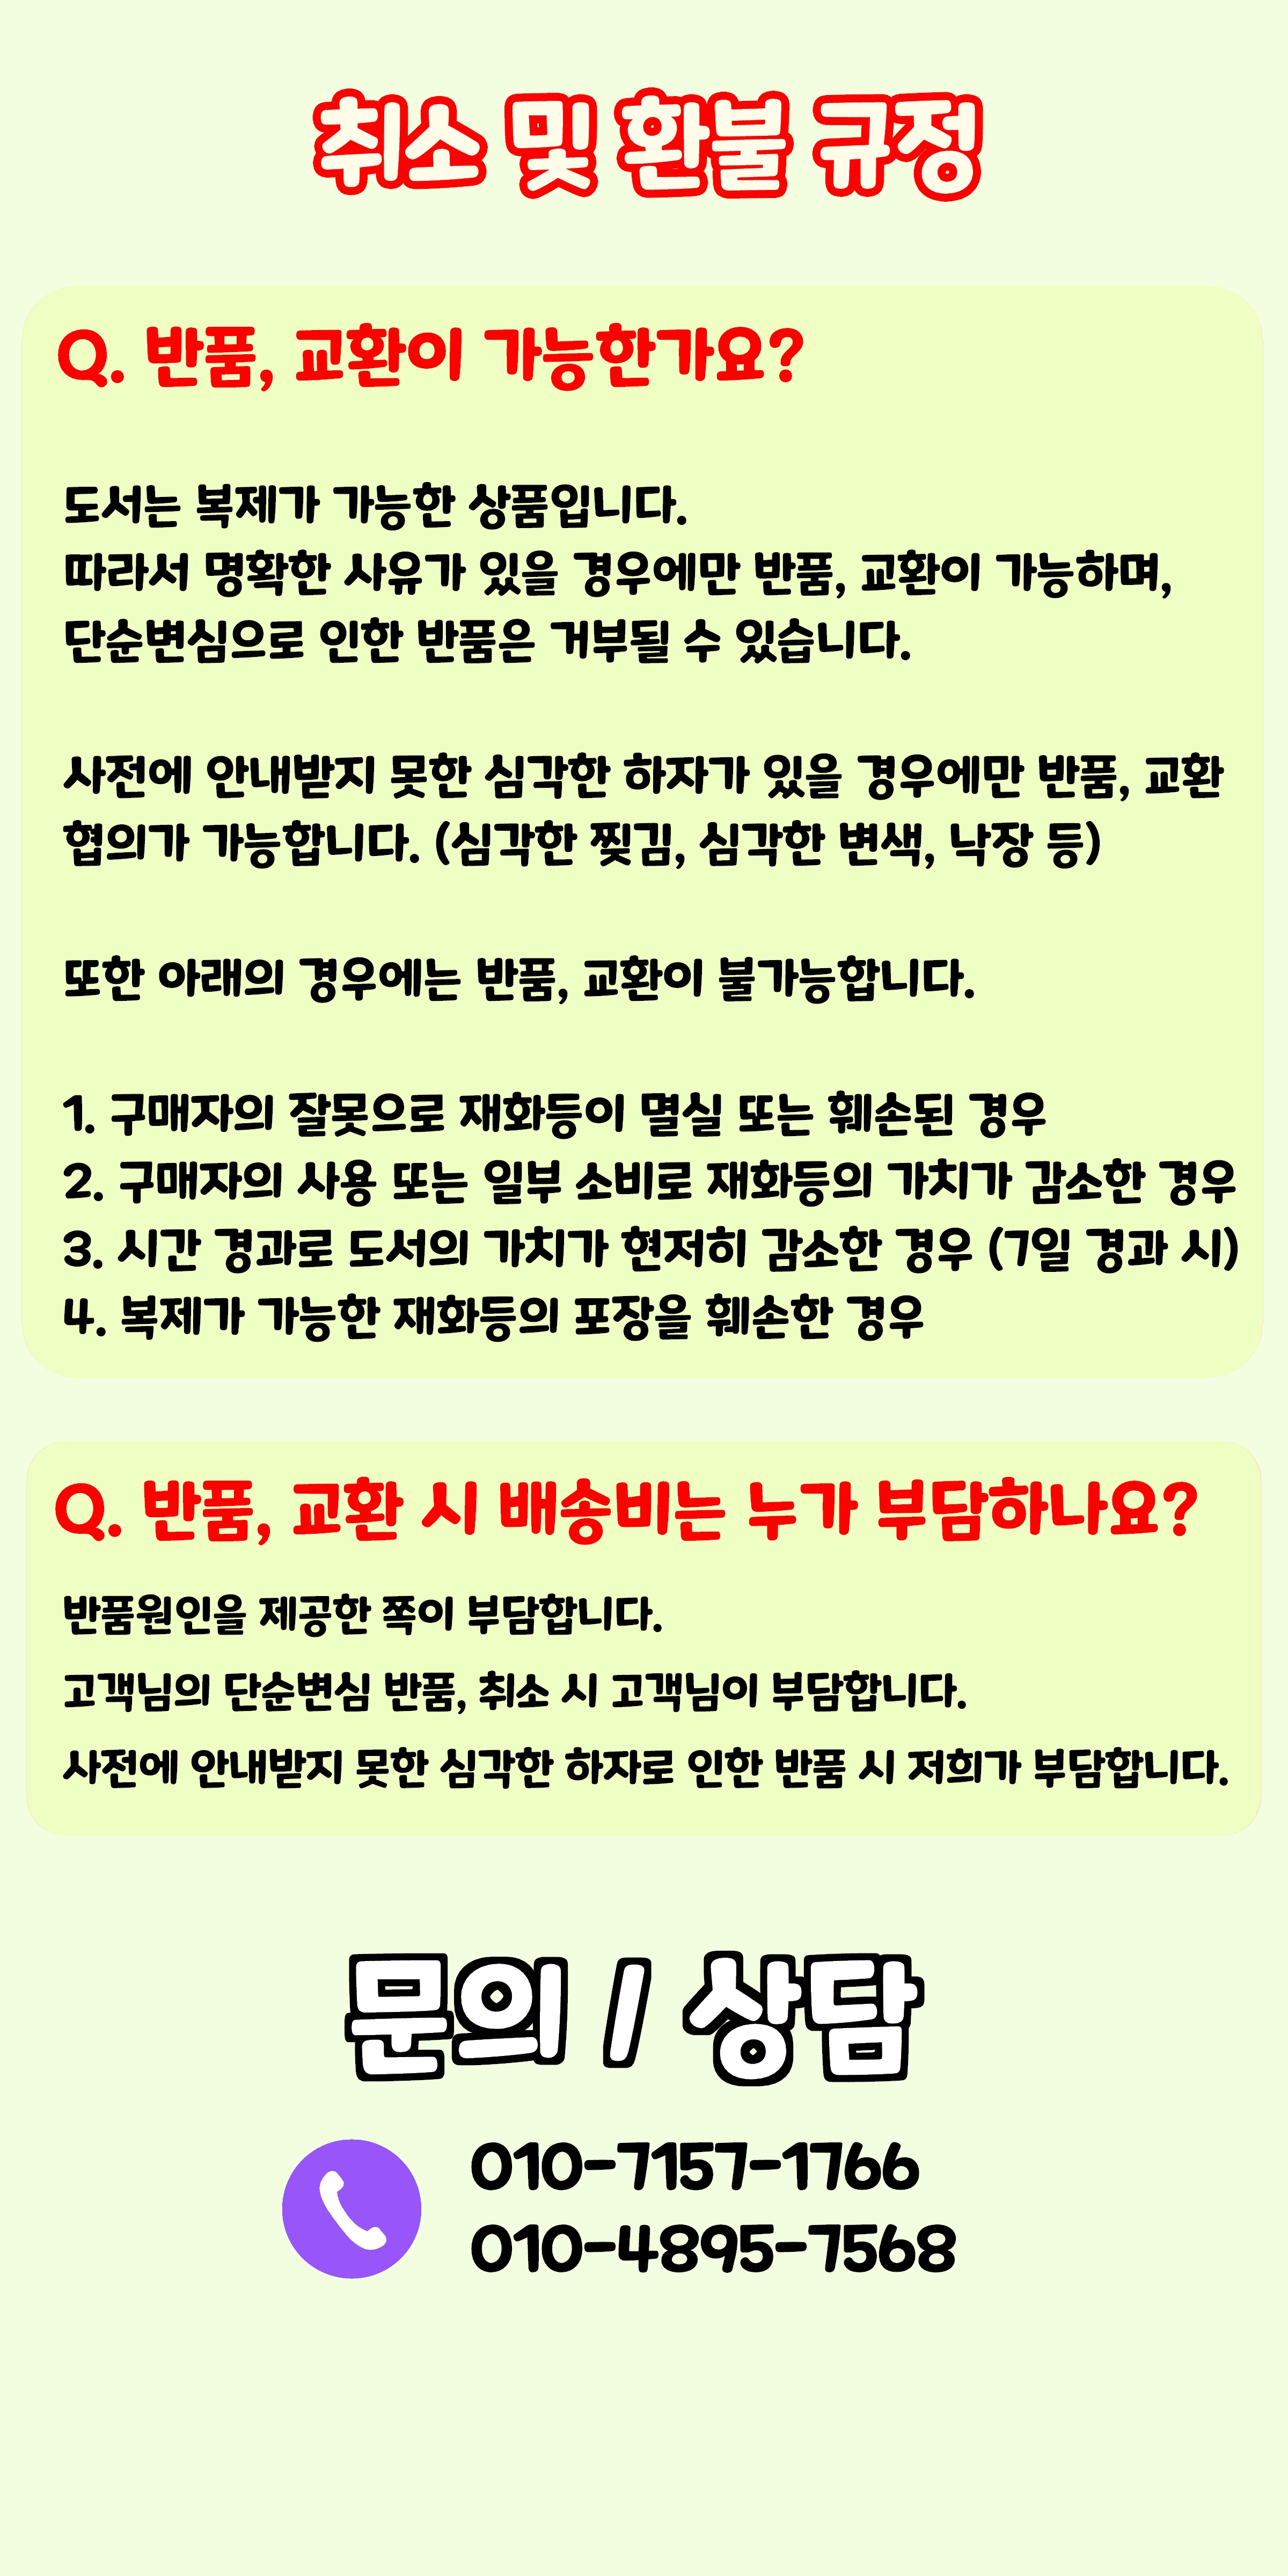 취소 및 환불 규정
Q. 반품, 교환이 가능한가요?
도서는 복제가 가능한 상품입니다.
따라서 명확한 사유가 있을 경우에만 반품, 교환이 가능하며,
단순변심으로 인한 반품은 거부될 수 있습니다.
사전에 안내받지 못한 심각한 하자가 있을 경우에만 반품, 교환
협의가 가능합니다. (심각한 찢김, 심각한 변색, 낙장 등)
또한 아래의 경우에는 반품, 교환이 불가능합니다.
1. 구매자의 잘못으로 재화등이 멸실 또는 훼손된 경우
2. 구매자의 사용 또는 일부 소비로 재화등의 가치가 감소한 경우
3. 시간 경과로 도서의 가치가 현저히 감소한 경우 (7일 경과 시)
4. 복제가 가능한 재화등의 포장을 훼손한 경우
Q. 반품, 교환 시 배송비는 누가 부담하나요?
반품원인을 제공한 쪽이 부담합니다.
고객님의 단순변심 반품, 취소 시 고객님이 부담합니다.
사전에 안내받지 못한 심각한 하자로 인한 반품 시 저희가 부담합니다.
문의 / 상담
010-7157-1766
010-4895-7568